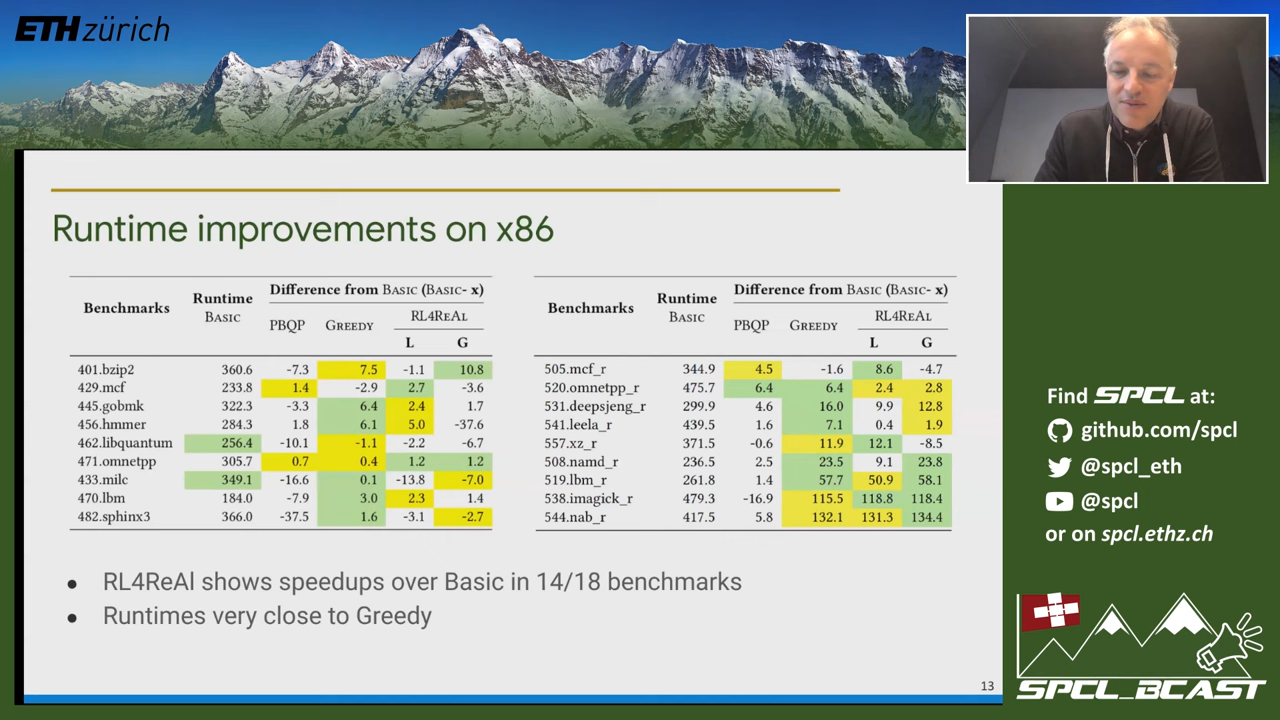 ETH zürich
Runtime improvements on x86
Benchmarks Runtime BASIC Difference from BASIC (BASIC- x)
PBQP GREEDY RL4REAL
L G
401.bzip2 360.6 -7.3 7.5 -1.1 10.8
429.mcf 233.8 1.4 -2.9 2.7 -3.6
445.gobmk 322.3 -3.3 6.4 2.4 1.7
456.hmmer 284.3 1.8 6.1 5.0 -37.6
462.libquantum 256.4 -10.1 -1.1 -2.2 -6.7
471.omnetpp 305.7 0.7 0.4 1.2 1.2
433.milc 349.1 -16.6 0.1 -13.8 -7.0
470.lbm 184.0 -7.9 3.0 2.3 1.4
482.sphinx3 366.0 -37.5 1.6 -3.1 -2.7
Benchmarks Runtime BASIC Difference from BASIC (BASIC- x)
PBQP GREEDY RL4REAL
L G
505.mcf_r 344.9 4.5 -1.6 8.6 -4.7
520.omnetpp_r 475.7 6.4 6.4 2.4 2.8
531.deepsjeng_r 299.9 4.6 16.0 9.9 12.8
541.leela_r 439.5 1.6 7.1 0.4 1.9
557.xz_r 371.5 -0.6 11.9 12.1 -8.5
508.namd_r 236.5 2.5 23.5 9.1 23.8
519.lbm_r 261.8 1.4 57.7 50.9 58.1
538.imagick_r 479.3 -16.9 115.5 118.8 118.4
544.nab_r 417.5 5.8 132.1 131.3 134.4
● RL4ReAl shows speedups over Basic in 14/18 benchmarks
● Runtimes very close to Greedy
13
Find SPCL at:
github.com/spcl
@spcl_eth
@spcl
or on spcl.ethz.ch
SPCL_BCAST